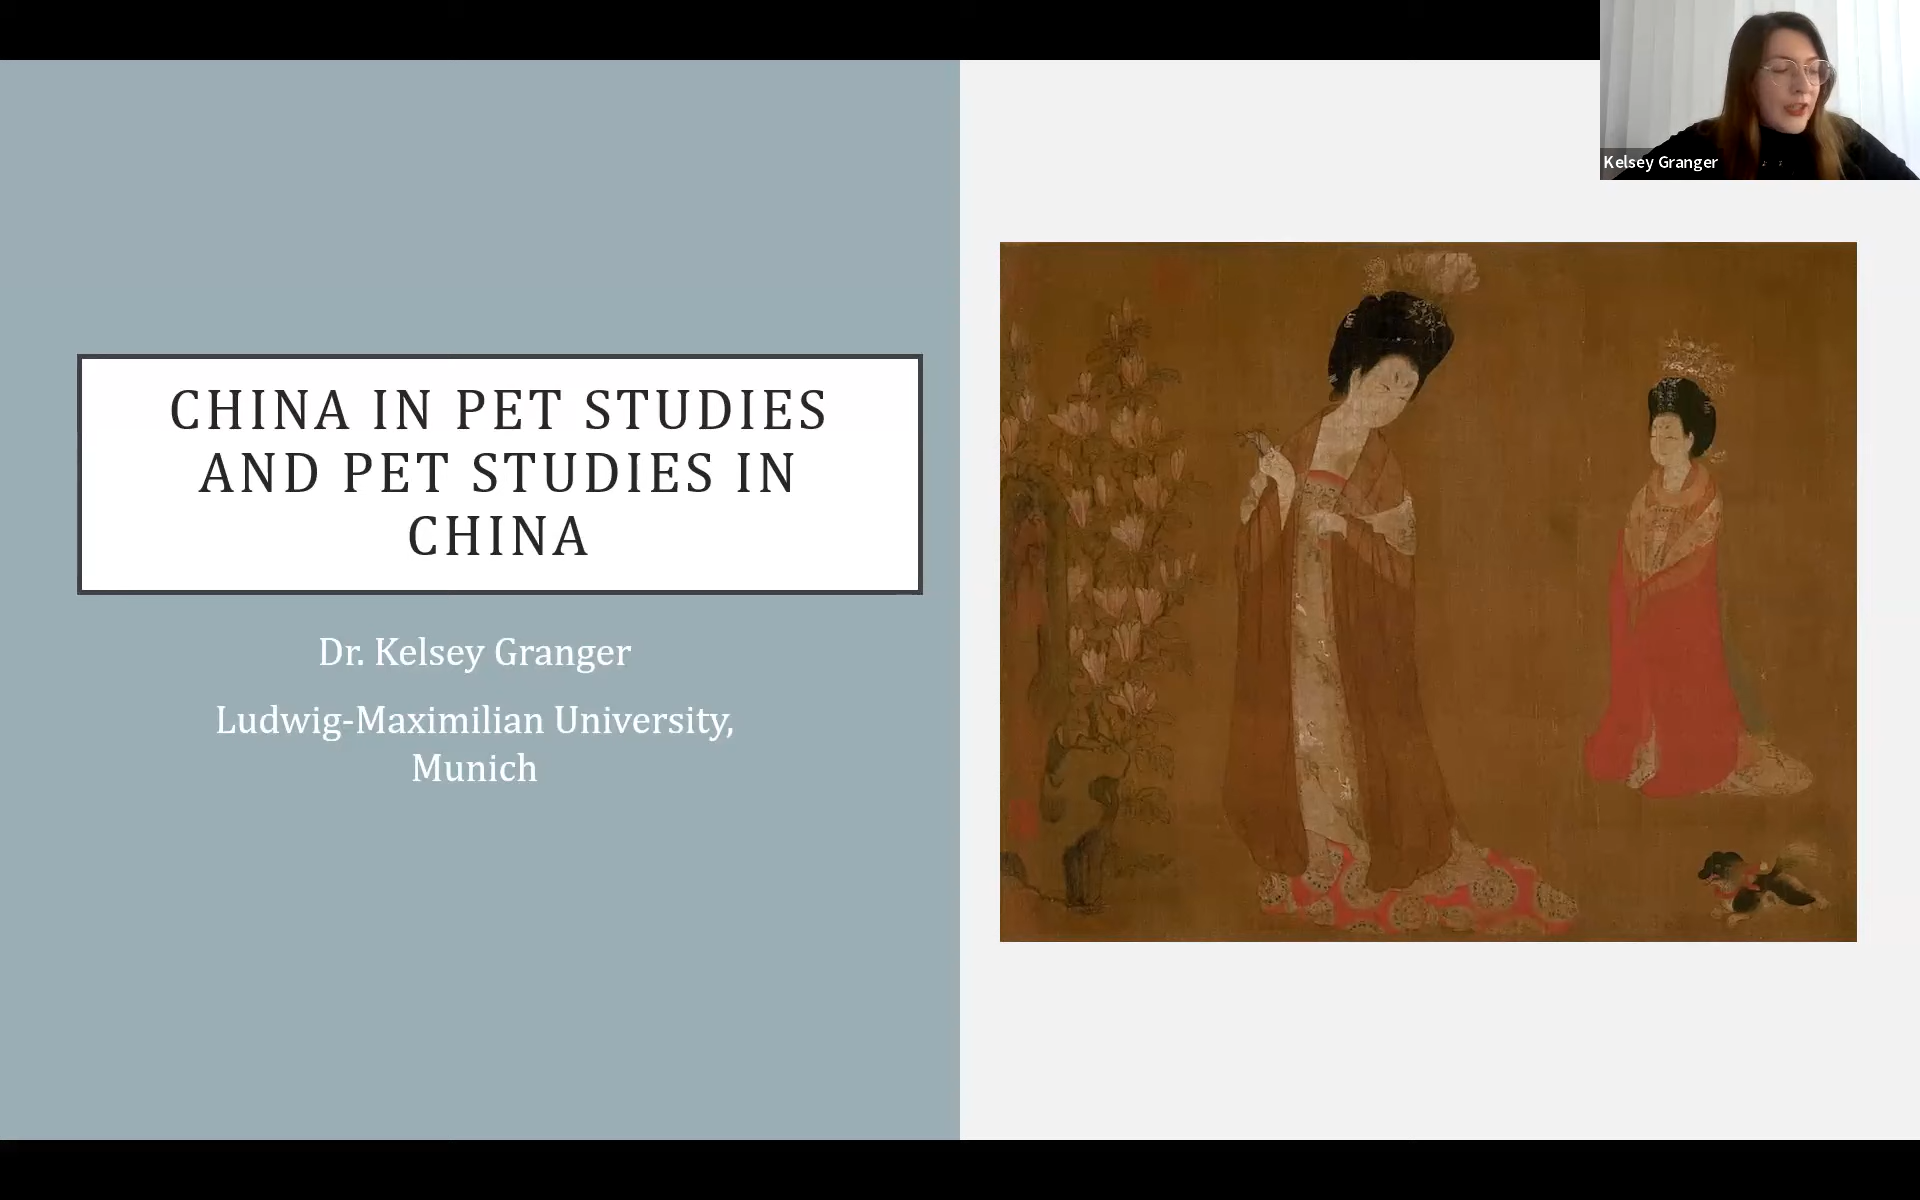 Kelsey Granger
CHINA IN PET STUDIES
AND PET STUDIES IN
CHINA
Dr. Kelsey Granger
Ludwig-Maximilian University,
Munich